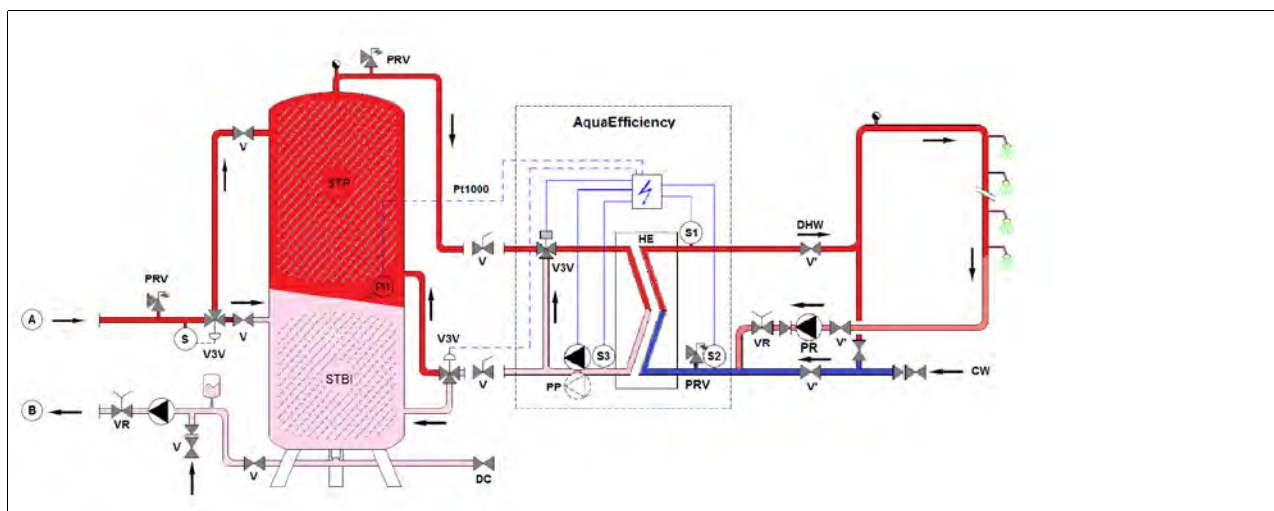 PRV
AquaEfficiency
V
STP
Pt1000
DHW
HE
S1
V
V3V
V'
PRV
Pt1
A
S
V3V
V
V3V
VR
PR
V'
STBI
S3
S2
V
PP
PRV
V'
CW
B
VR
V
V
DC